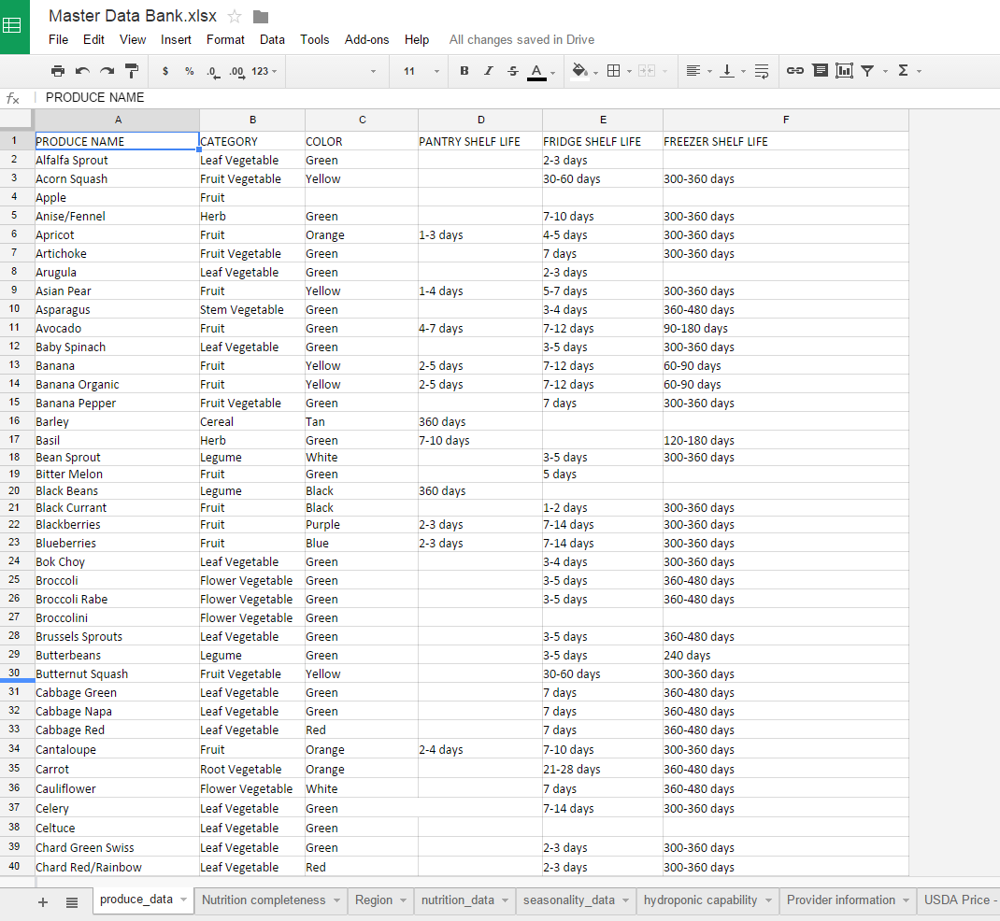 Master Data Bank.xlsx
File Edit View Insert Format Data Tools Add-ons Help All changes saved in Drive
$ % .0 .00 123 11 B I S A Σ
fx PRODUCE NAME
A B C D E F
1 PRODUCE NAME CATEGORY COLOR PANTRY SHELF LIFE FRIDGE SHELF LIFE FREEZER SHELF LIFE
2 Alfalfa Sprout Leaf Vegetable Green 2-3 days
3 Acorn Squash Fruit Vegetable Yellow 30-60 days 300-360 days
4 Apple Fruit
5 Anise/Fennel Herb Green 7-10 days 300-360 days
6 Apricot Fruit Orange 1-3 days 4-5 days 300-360 days
7 Artichoke Fruit Vegetable Green 7 days 300-360 days
8 Arugula Leaf Vegetable Green 2-3 days
9 Asian Pear Fruit Yellow 1-4 days 5-7 days 300-360 days
10 Asparagus Stem Vegetable Green 3-4 days 360-480 days
11 Avocado Fruit Green 4-7 days 7-12 days 90-180 days
12 Baby Spinach Leaf Vegetable Green 3-5 days 300-360 days
13 Banana Fruit Yellow 2-5 days 7-12 days 60-90 days
14 Banana Organic Fruit Yellow 2-5 days 7-12 days 60-90 days
15 Banana Pepper Fruit Vegetable Green 7 days 300-360 days
16 Barley Cereal Tan 360 days
17 Basil Herb Green 7-10 days 120-180 days
18 Bean Sprout Legume White 3-5 days 300-360 days
19 Bitter Melon Fruit Green 5 days
20 Black Beans Legume Black 360 days
21 Black Currant Fruit Black 1-2 days 300-360 days
22 Blackberries Fruit Purple 2-3 days 7-14 days 300-360 days
23 Blueberries Fruit Blue 2-3 days 7-14 days 300-360 days
24 Bok Choy Leaf Vegetable Green 3-4 days 300-360 days
25 Broccoli Flower Vegetable Green 3-5 days 360-480 days
26 Broccoli Rabe Flower Vegetable Green 3-5 days 360-480 days
27 Broccolini Flower Vegetable Green
28 Brussels Sprouts Leaf Vegetable Green 3-5 days 360-480 days
29 Butterbeans Legume Green 3-5 days 240 days
30 Butternut Squash Fruit Vegetable Yellow 30-60 days 300-360 days
31 Cabbage Green Leaf Vegetable Green 7 days 360-480 days
32 Cabbage Napa Leaf Vegetable Green 7 days 360-480 days
33 Cabbage Red Leaf Vegetable Red 7 days 360-480 days
34 Cantaloupe Fruit Orange 2-4 days 7-10 days 300-360 days
35 Carrot Root Vegetable Orange 21-28 days 360-480 days
36 Cauliflower Flower Vegetable White 7 days 360-480 days
37 Celery Leaf Vegetable Green 7-14 days 300-360 days
38 Celtuce Leaf Vegetable Green
39 Chard Green Swiss Leaf Vegetable Green 2-3 days 300-360 days
40 Chard Red/Rainbow Leaf Vegetable Red 2-3 days 300-360 days
+ produce_data Nutrition completeness Region nutrition_data seasonality_data hydroponic capability Provider information USDA Price -